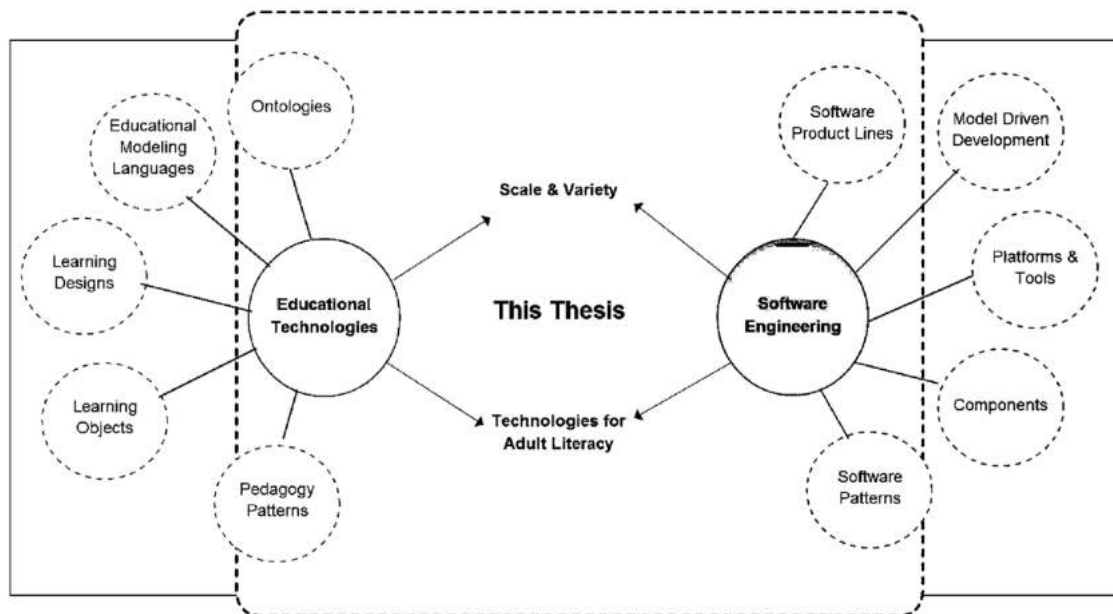 Ontologies
Educational
Modeling
Languages
Learning
Designs
Learning
Objects
Pedagogy
Patterns
Educational
Technologies
Scale & Variety
This Thesis
Technologies for
Adult Literacy
Software
Product Lines
Model Driven
Development
Platforms &
Tools
Software
Engineering
Components
Software
Patterns